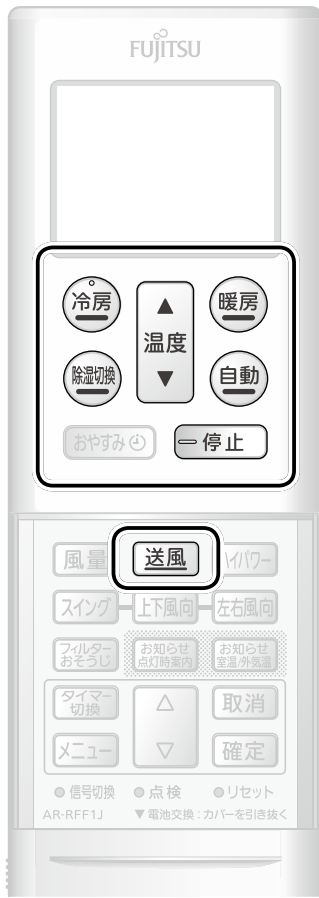 FUJITSU
冷房 ▲ 暖房
温度
除湿切換 ▼ 自動
おやすみ 停止
風量 送風 ハイパワー
スイング 上下風向 左右風向
フィルター お知らせ お知らせ
おそうじ 点灯時案内 室温/外気温
タイマー △ 取消
切換
メニュー ▽ 確定
信号切換 点検 リセット
AR-RFF1J ▼電池交換:カバーを引き抜く